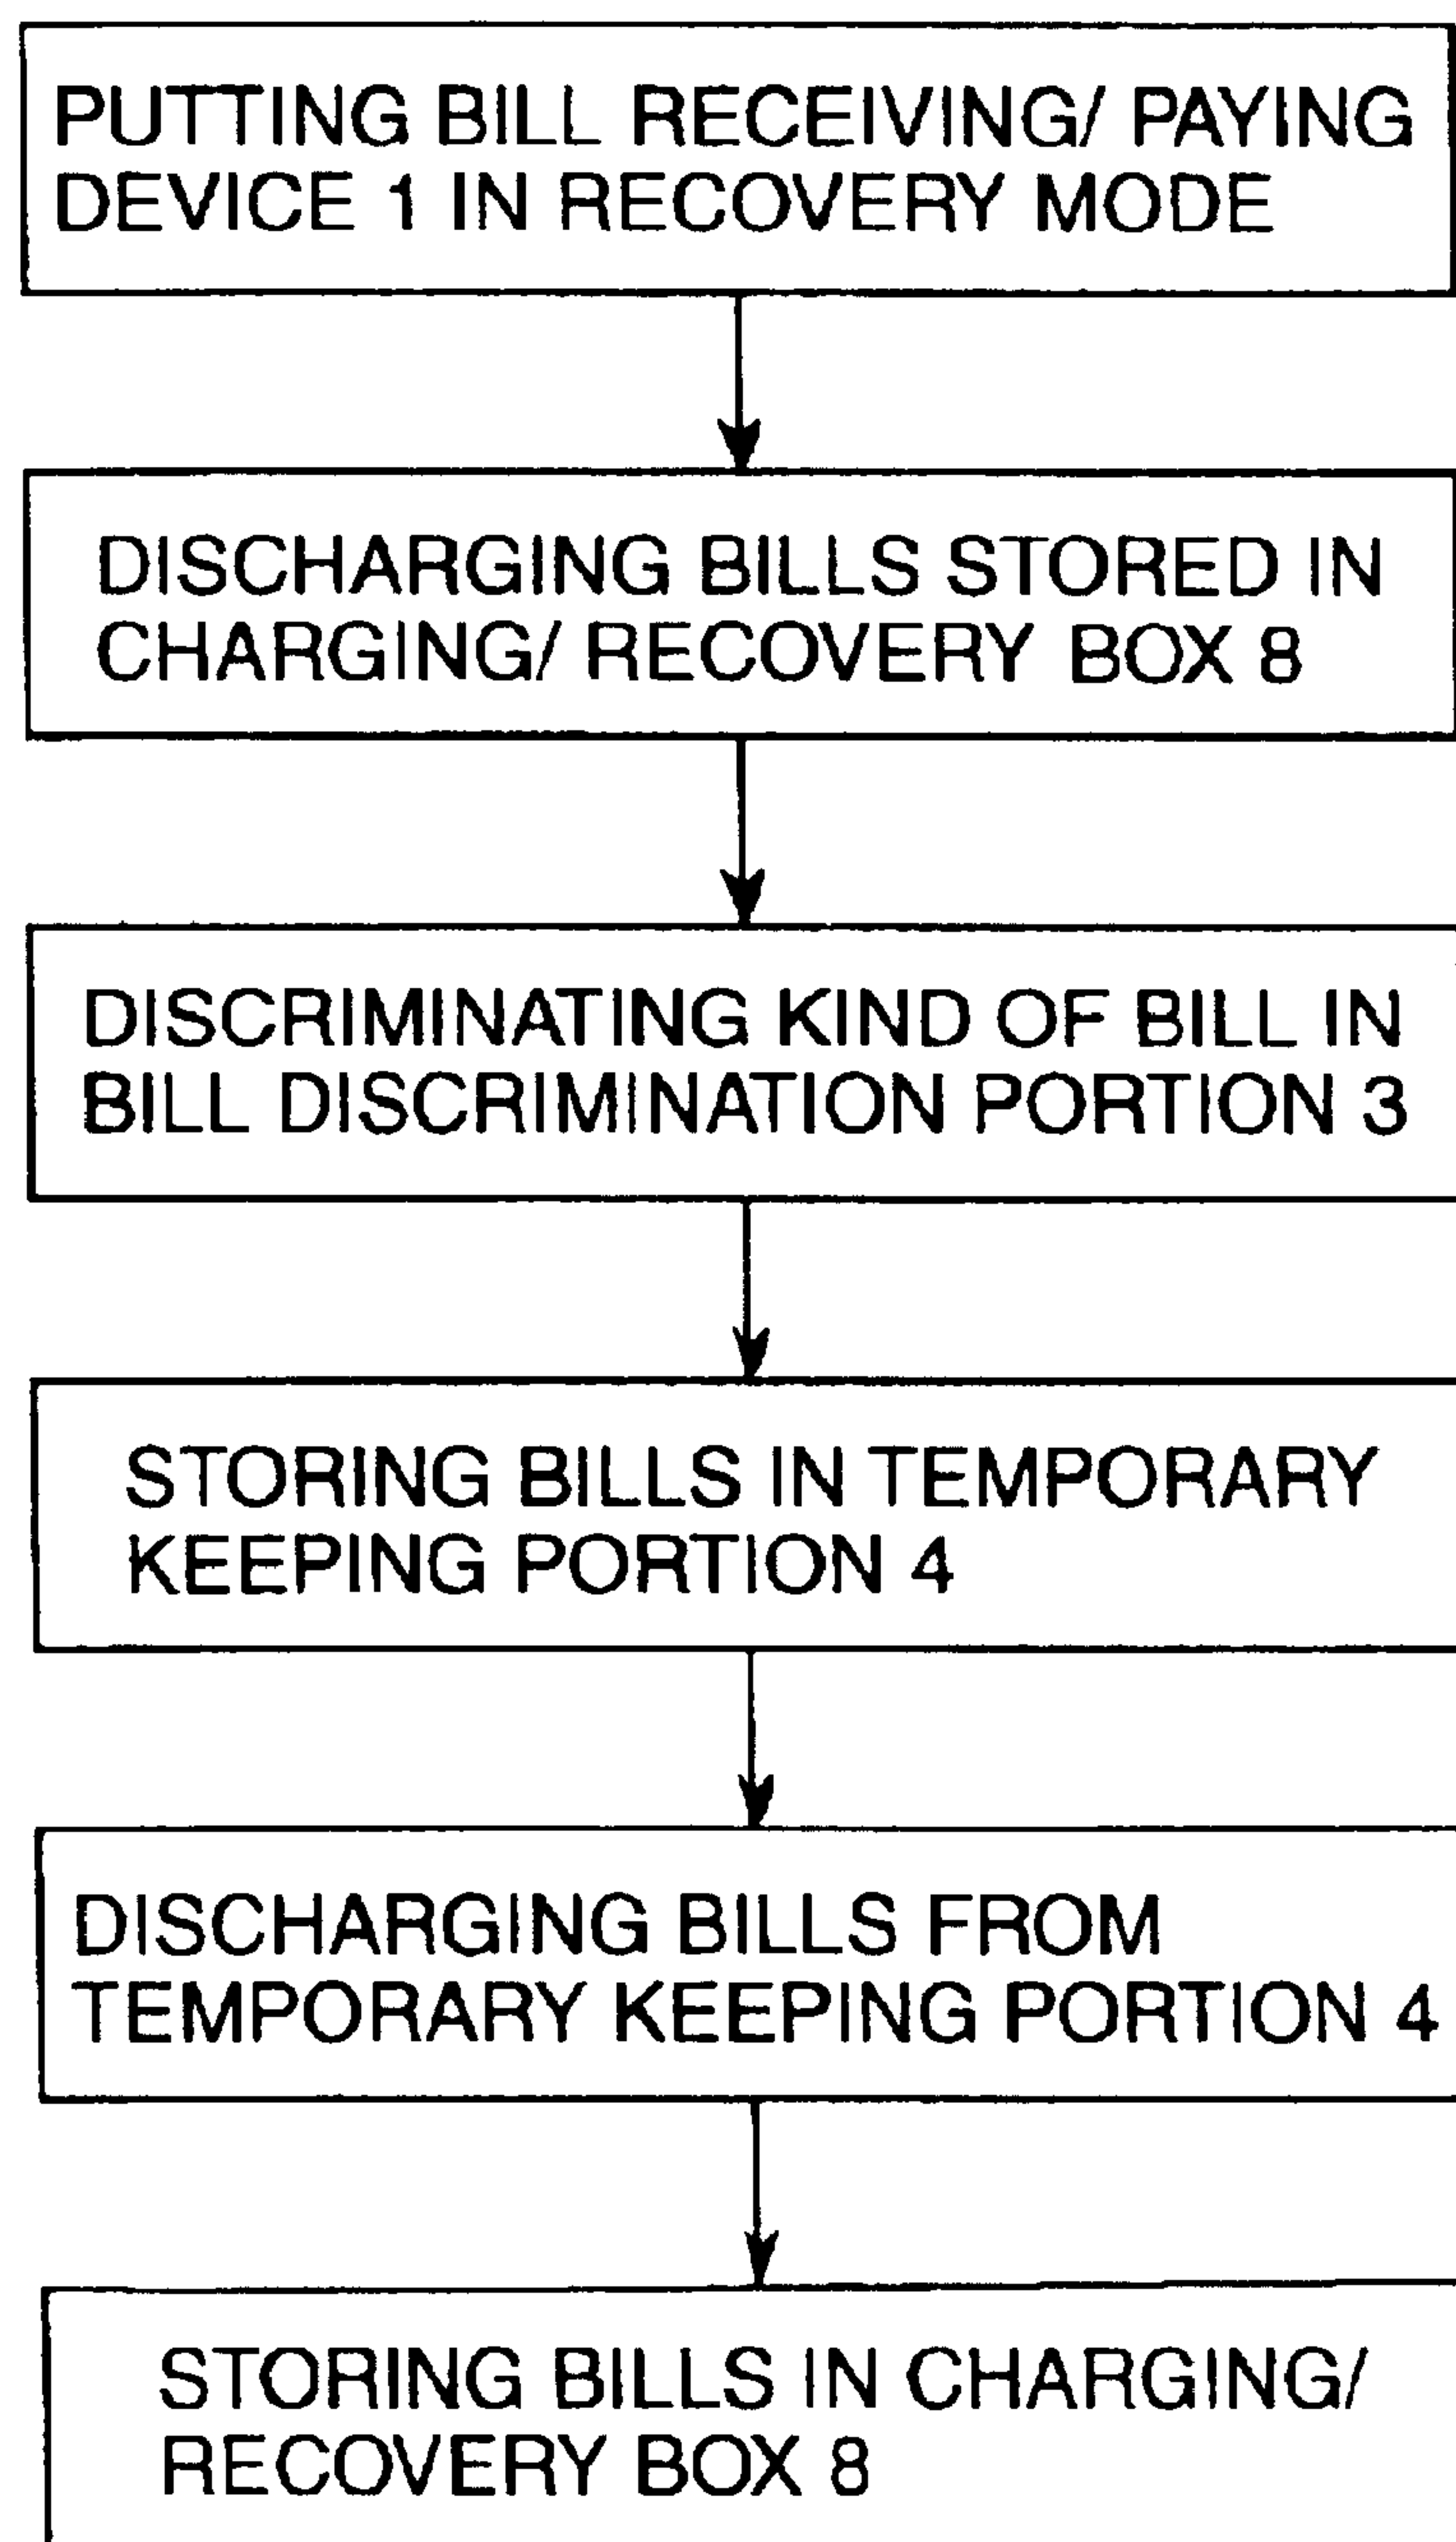 PUTTING BILL RECEIVING/ PAYING
DEVICE 1 IN RECOVERY MODE
DISCHARGING BILLS STORED IN
CHARGING/ RECOVERY BOX 8
DISCRIMINATING KIND OF BILL IN
BILL DISCRIMINATION PORTION 3
STORING BILLS IN TEMPORARY
KEEPING PORTION 4
DISCHARGING BILLS FROM
TEMPORARY KEEPING PORTION 4
STORING BILLS IN CHARGING/
RECOVERY BOX 8